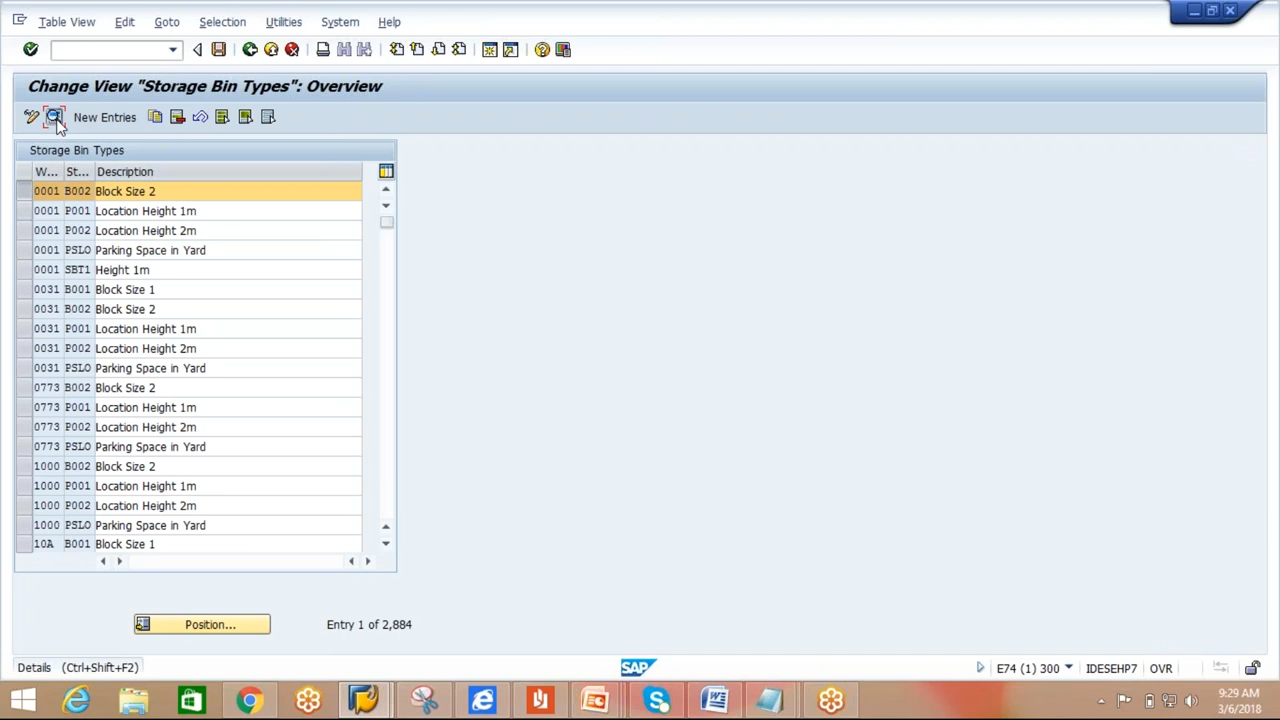 Table View Edit Goto Selection Utilities System Help
Change View "Storage Bin Types": Overview
New Entries
Storage Bin Types
W... St... Description
0001 B002 Block Size 2
0001 P001 Location Height 1m
0001 P002 Location Height 2m
0001 PSLO Parking Space in Yard
0001 SBT1 Height 1m
0031 B001 Block Size 1
0031 B002 Block Size 2
0031 P001 Location Height 1m
0031 P002 Location Height 2m
0031 PSLO Parking Space in Yard
0773 B002 Block Size 2
0773 P001 Location Height 1m
0773 P002 Location Height 2m
0773 PSLO Parking Space in Yard
1000 B002 Block Size 2
1000 P001 Location Height 1m
1000 P002 Location Height 2m
1000 PSLO Parking Space in Yard
10A B001 Block Size 1
Position... Entry 1 of 2,884
Details (Ctrl+Shift+F2) SAP E74 (1) 300 IDESEHP7 OVR
9:29 AM
3/6/2018